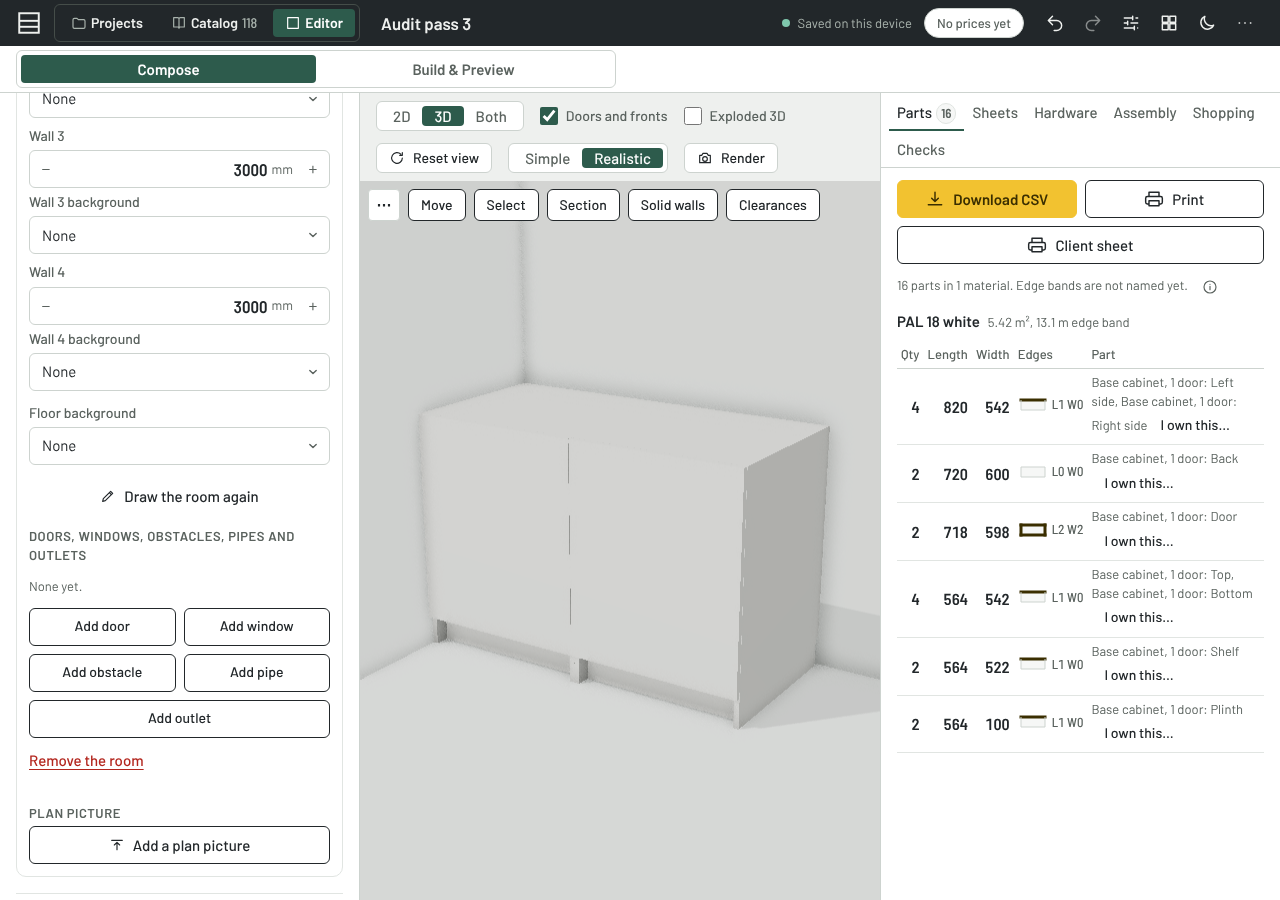 Projects
Catalog 118
Editor
Audit pass 3
Saved on this device
No prices yet
Compose
Build & Preview
None
Wall 3
− 3000 mm +
Wall 3 background
None
Wall 4
− 3000 mm +
Wall 4 background
None
Floor background
None
Draw the room again
DOORS, WINDOWS, OBSTACLES, PIPES AND
OUTLETS
None yet.
Add door
Add window
Add obstacle
Add pipe
Add outlet
Remove the room
PLAN PICTURE
Add a plan picture
2D 3D Both
Doors and fronts
Exploded 3D
Reset view
Simple Realistic
Render
Move
Select
Section
Solid walls
Clearances
Parts 16
Sheets
Hardware
Assembly
Shopping
Checks
Download CSV
Print
Client sheet
16 parts in 1 material. Edge bands are not named yet.
PAL 18 white 5.42 m², 13.1 m edge band
Qty Length Width Edges Part
4 820 542 L1 W0 Base cabinet, 1 door: Left
side, Base cabinet, 1 door:
Right side I own this...
2 720 600 L0 W0 Base cabinet, 1 door: Back
I own this...
2 718 598 L2 W2 Base cabinet, 1 door: Door
I own this...
4 564 542 L1 W0 Base cabinet, 1 door: Top,
Base cabinet, 1 door: Bottom
I own this...
2 564 522 L1 W0 Base cabinet, 1 door: Shelf
I own this...
2 564 100 L1 W0 Base cabinet, 1 door: Plinth
I own this...